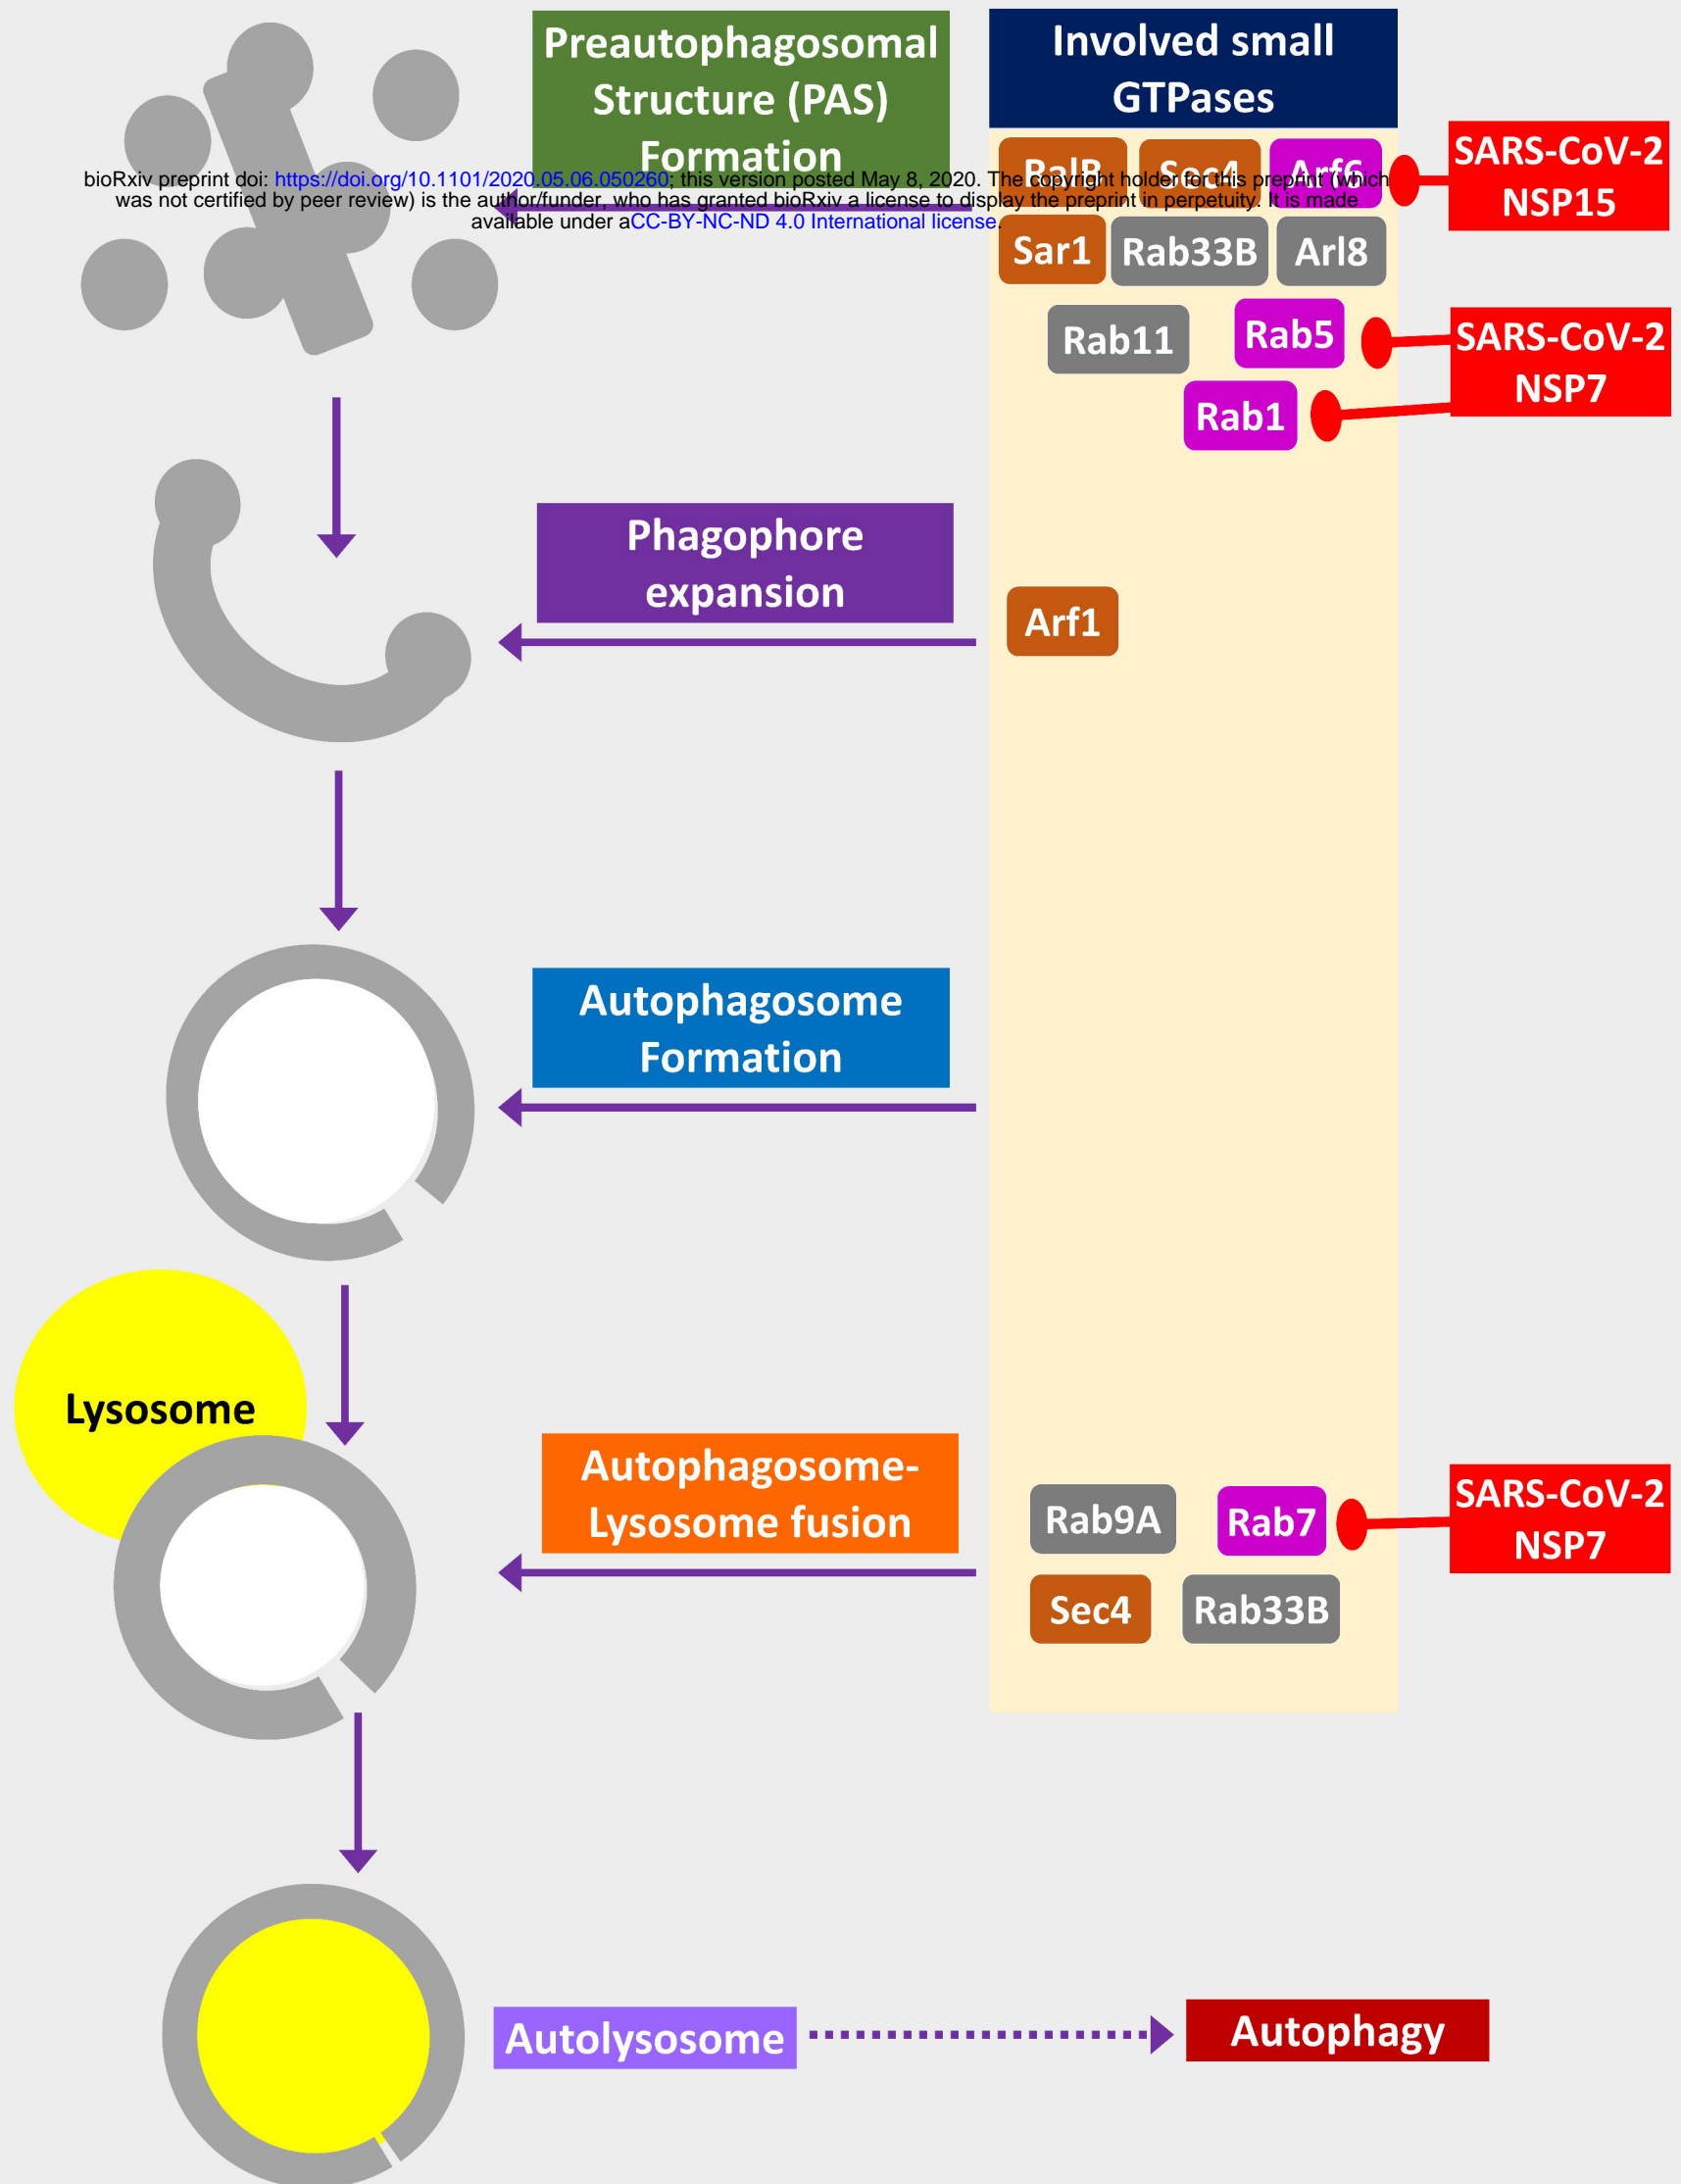 Preautophagosomal
Structure (PAS)
Formation
Involved small
GTPases
RalB Sec4 Arf6
SARS-CoV-2
NSP15
bioRxiv preprint doi: https://doi.org/10.1101/2020.05.06.050260; this version posted May 8, 2020. The copyright holder for this preprint (which
was not certified by peer review) is the author/funder, who has granted bioRxiv a license to display the preprint in perpetuity. It is made
available under aCC-BY-NC-ND 4.0 International license.
Sar1 Rab33B Arl8
Rab11 Rab5
Rab1
SARS-CoV-2
NSP7
Phagophore
expansion
Arf1
Autophagosome
Formation
Lysosome
Autophagosome-
Lysosome fusion
Rab9A Rab7
Sec4 Rab33B
SARS-CoV-2
NSP7
Autolysosome
Autophagy